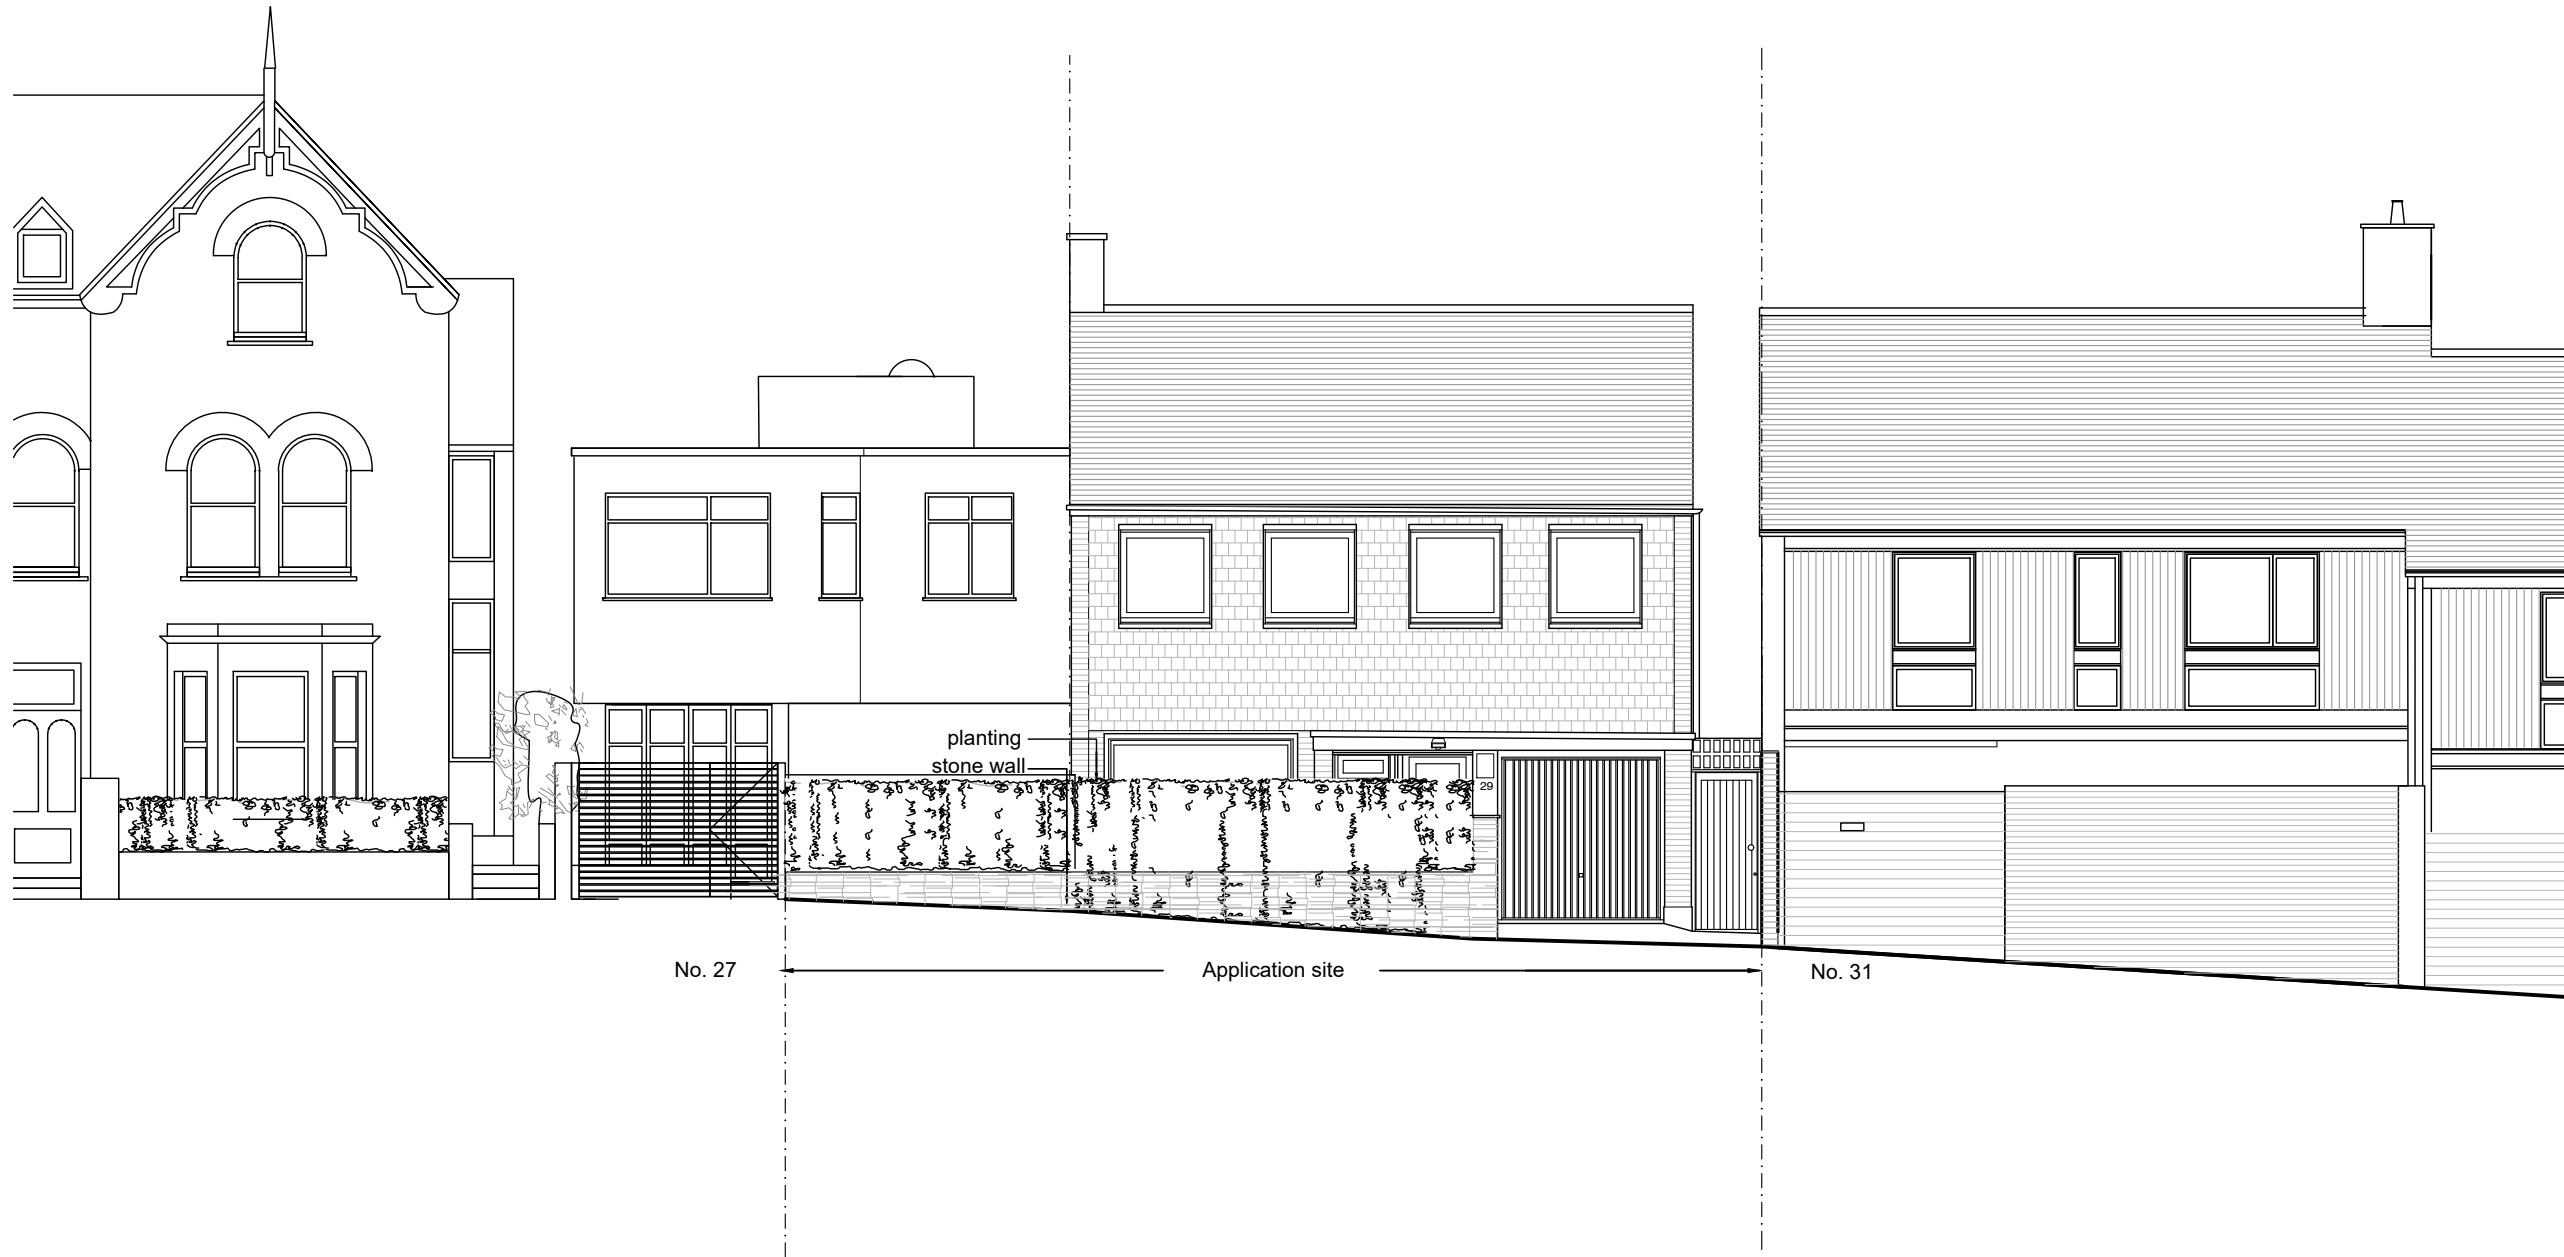 planting
stone wall
29
No. 27
Application site
No. 31